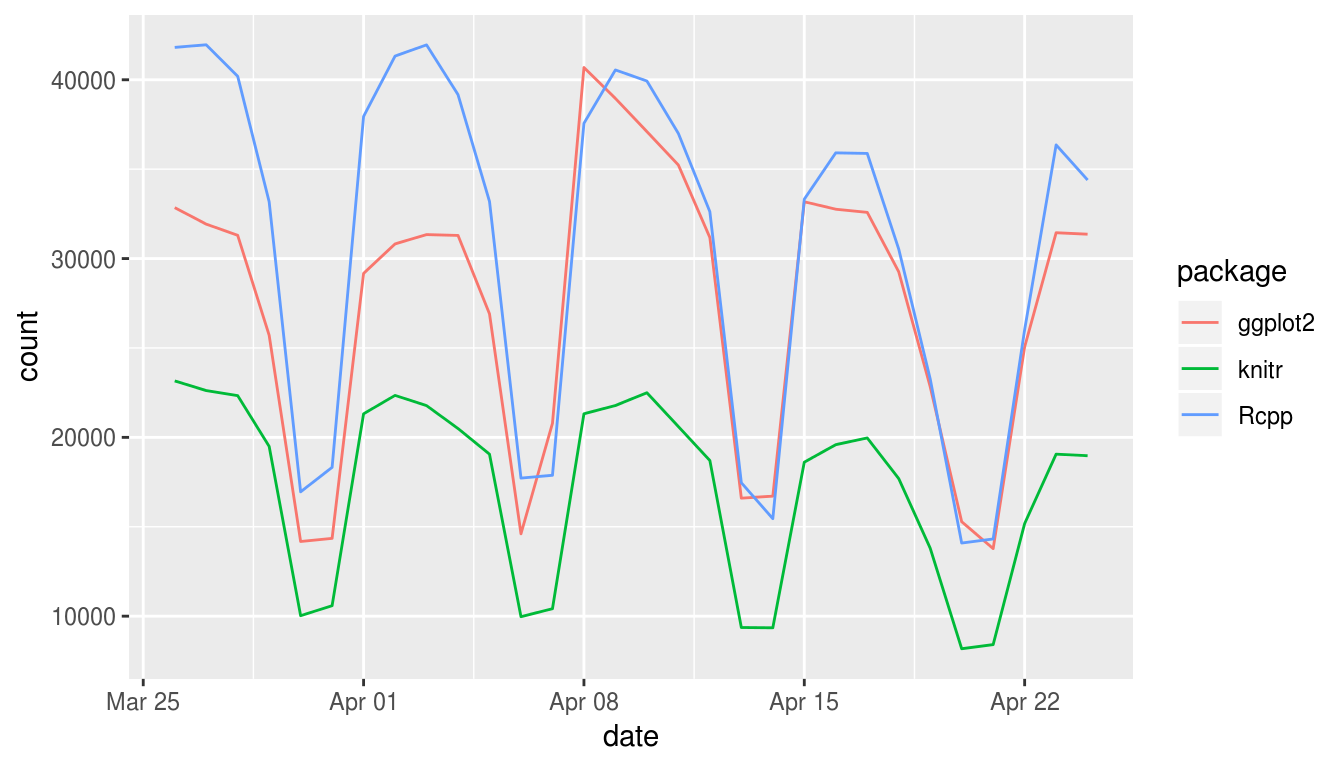 count
40000
30000
20000
10000
Mar 25
Apr 01
Apr 08
Apr 15
Apr 22
date
package
ggplot2
knitr
Rcpp